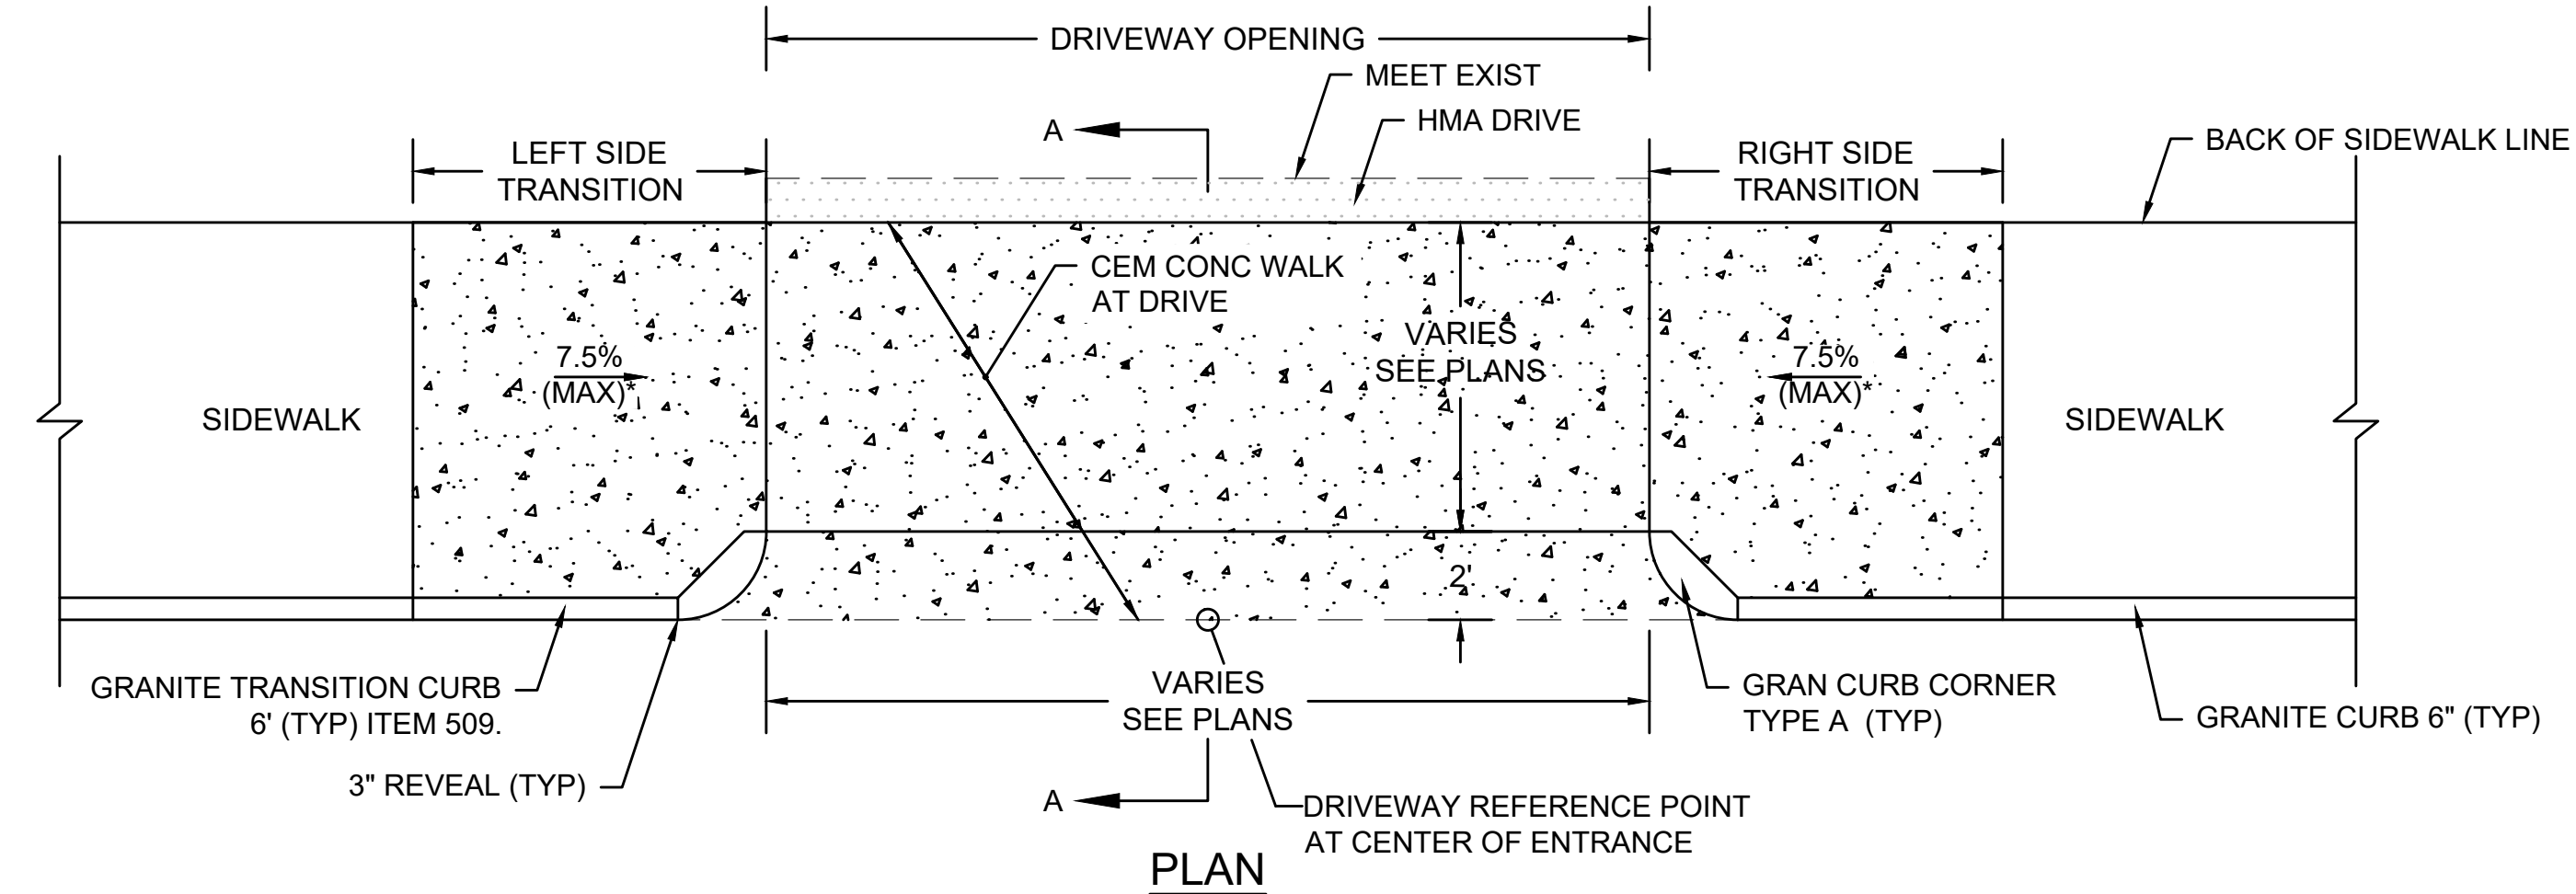 DRIVEWAY OPENING
MEET EXIST
HMA DRIVE
A
LEFT SIDE
TRANSITION
RIGHT SIDE
TRANSITION
BACK OF SIDEWALK LINE
CEM CONC WALK
AT DRIVE
VARIES
SEE PLANS
7.5%
(MAX)*
7.5%
(MAX)*
SIDEWALK
SIDEWALK
2'
GRANITE TRANSITION CURB
6' (TYP) ITEM 509.
3" REVEAL (TYP)
VARIES
SEE PLANS
GRAN CURB CORNER
TYPE A (TYP)
GRANITE CURB 6" (TYP)
A
DRIVEWAY REFERENCE POINT
AT CENTER OF ENTRANCE
PLAN